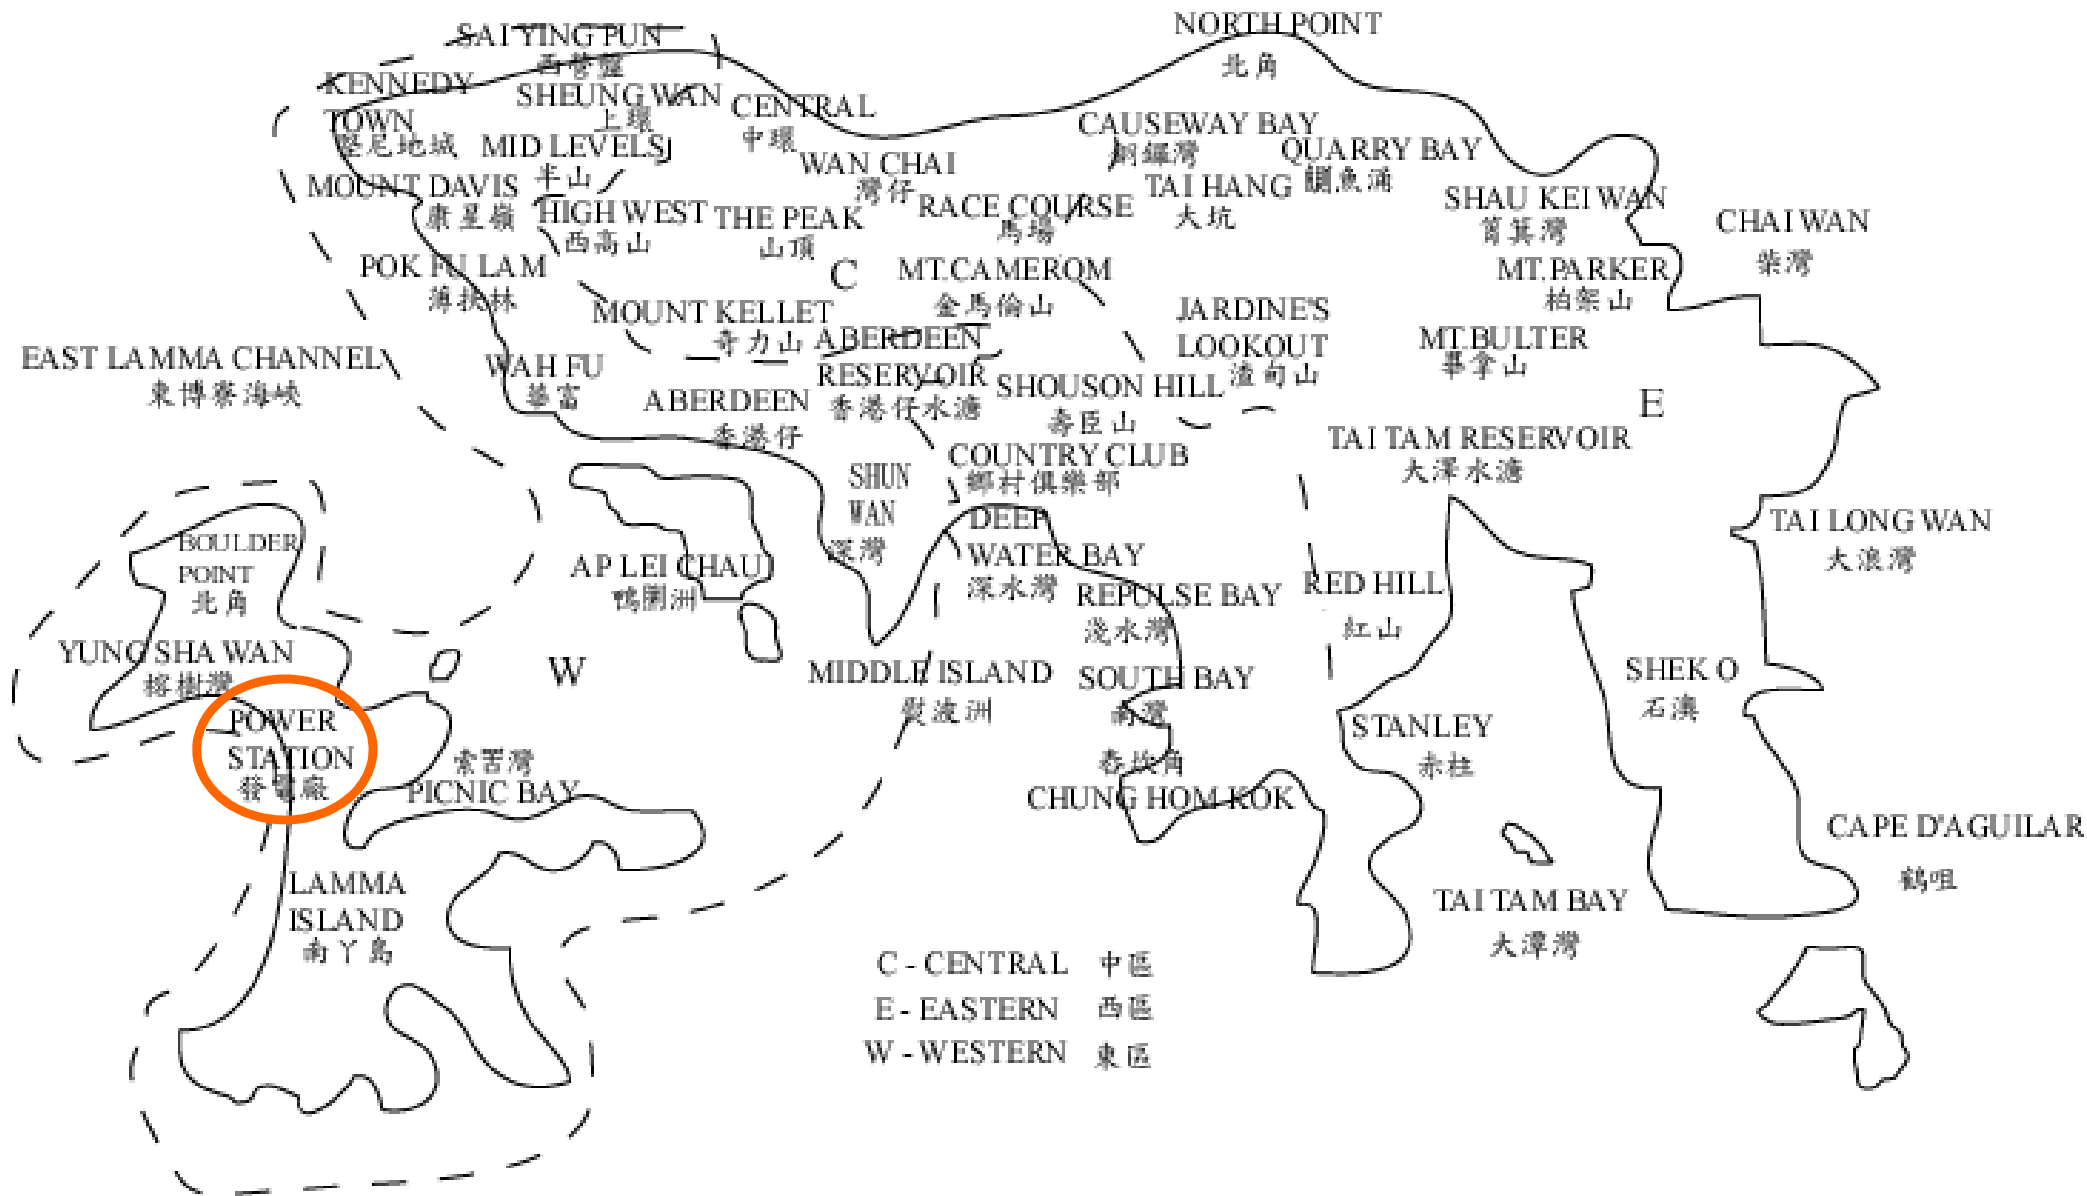 SAI YING PUN
西營盤
NORTH POINT
北角
KENNEDY
TOWN
堅尼地城
SHEUNG WAN
上環
CENTRAL
中環
CAUSEWAY BAY
銅鑼灣
QUARRY BAY
鰂魚涌
MID LEVELS
半山
WAN CHAI
灣仔
MOUNT DAVIS
摩星嶺
HIGH WEST
西高山
THE PEAK
山頂
RACE COURSE
馬場
TAI HANG
大坑
SHAU KEI WAN
筲箕灣
CHAI WAN
柴灣
POK FU LAM
薄扶林
C
MT.CAMEROM
金馬倫山
MT.PARKER
柏架山
MOUNT KELLET
奇力山
JARDINE'S
LOOKOUT
渣甸山
ABERDEEN
RESERVOIR
香港仔水塘
MT.BULTER
畢拿山
EAST LAMMA CHANNEL
東博寮海峽
WAH FU
華富
ABERDEEN
香港仔
SHOUSON HILL
壽臣山
E
TAI TAM RESERVOIR
COUNTRY CLUB
鄉村俱樂部
SHUN
WAN
深灣
DEEP
WATER BAY
深水灣
TAI LONG WAN
大浪灣
BOULDER
POINT
北角
AP LEI CHAU
REPULSE BAY
淺水灣
RED HILL
紅山
YUNG SHA WAN
榕樹灣
W
MIDDLE ISLAND
SOUTH BAY
南灣
SHEK O
石澳
POWER
STATION
發電廠
STANLEY
赤柱
索罟灣
PICNIC BAY
舂坎角
CHUNG HOM KOK
CAPE D'AGUILAR
鶴咀
LAMMA
ISLAND
南丫島
TAI TAM BAY
大潭灣
C - CENTRAL 中區
E - EASTERN 西區
W - WESTERN 東區